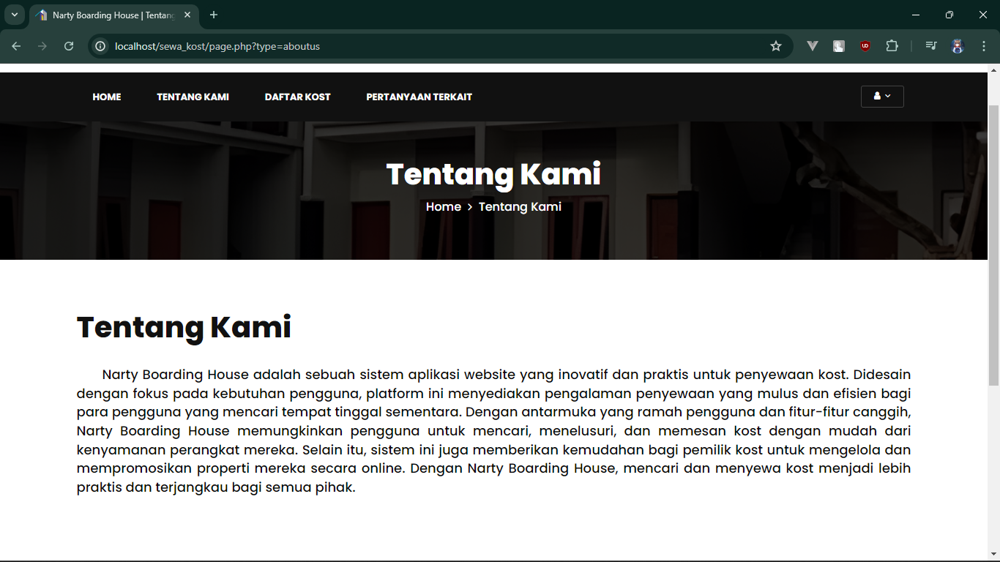 Narty Boarding House | Tentang
localhost/sewa_kost/page.php?type=aboutus
HOME
TENTANG KAMI
DAFTAR KOST
PERTANYAAN TERKAIT
Tentang Kami
Home > Tentang Kami
Tentang Kami
Narty Boarding House adalah sebuah sistem aplikasi website yang inovatif dan praktis untuk penyewaan kost. Didesain
dengan fokus pada kebutuhan pengguna, platform ini menyediakan pengalaman penyewaan yang mulus dan efisien bagi
para pengguna yang mencari tempat tinggal sementara. Dengan antarmuka yang ramah pengguna dan fitur-fitur canggih,
Narty Boarding House memungkinkan pengguna untuk mencari, menelusuri, dan memesan kost dengan mudah dari
kenyamanan perangkat mereka. Selain itu, sistem ini juga memberikan kemudahan bagi pemilik kost untuk mengelola dan
mempromosikan properti mereka secara online. Dengan Narty Boarding House, mencari dan menyewa kost menjadi lebih
praktis dan terjangkau bagi semua pihak.